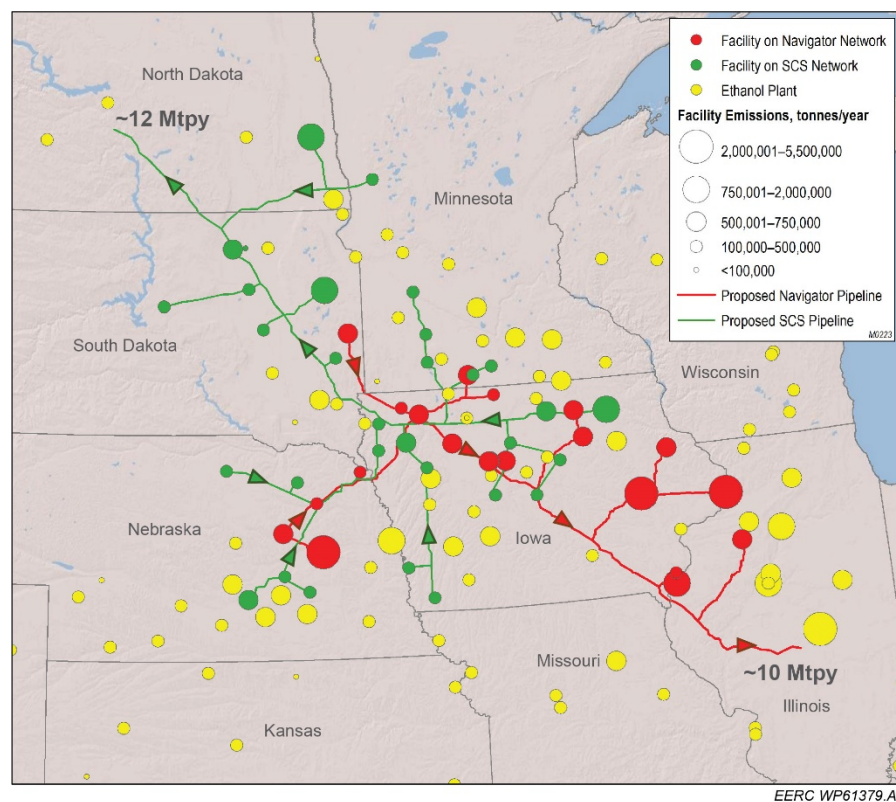 North Dakota
~12 Mtpy
Minnesota
South Dakota
Wisconsin
Nebraska
Iowa
Missouri
~10 Mtpy
Illinois
Kansas
Facility on Navigator Network
Facility on SCS Network
Ethanol Plant
Facility Emissions, tonnes/year
2,000,001–5,500,000
750,001–2,000,000
500,001–750,000
100,000–500,000
<100,000
Proposed Navigator Pipeline
Proposed SCS Pipeline
M0223
EERC WP61379.AI